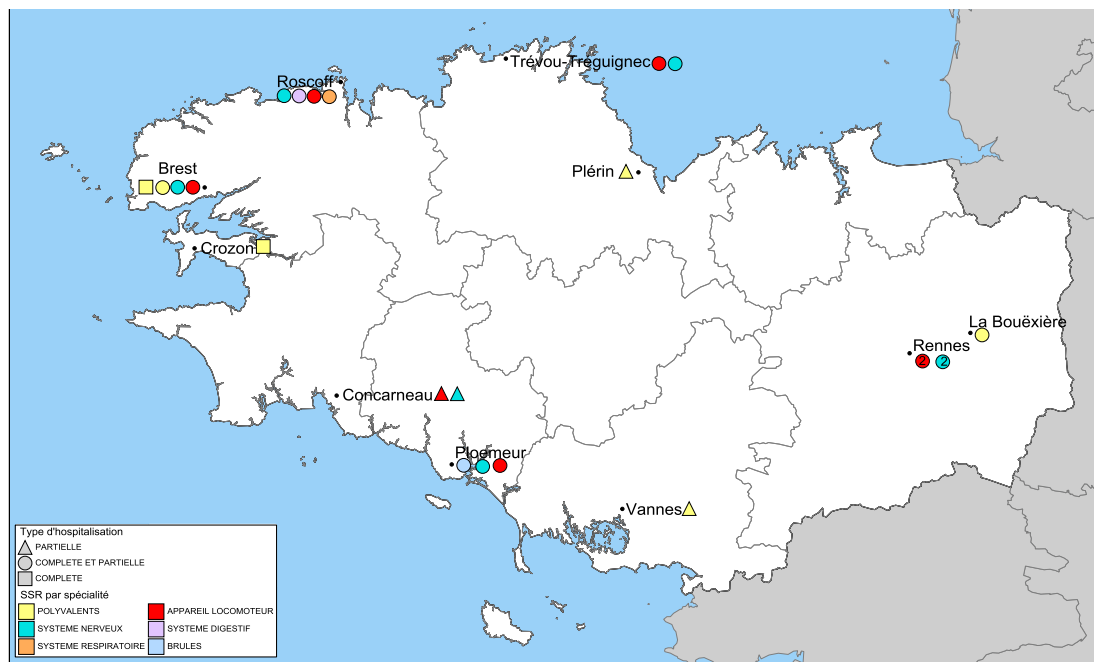 Trévou-Tréguignec
Roscoff
Brest
Plérin
Crozon
La Bouëxière
Rennes
2 2
Concarneau
Ploemeur
Vannes
Type d'hospitalisation
PARTIELLE
COMPLETE ET PARTIELLE
COMPLETE
SSR par spécialité
POLYVALENTS APPAREIL LOCOMOTEUR
SYSTEME NERVEUX SYSTEME DIGESTIF
SYSTEME RESPIRATOIRE BRULES